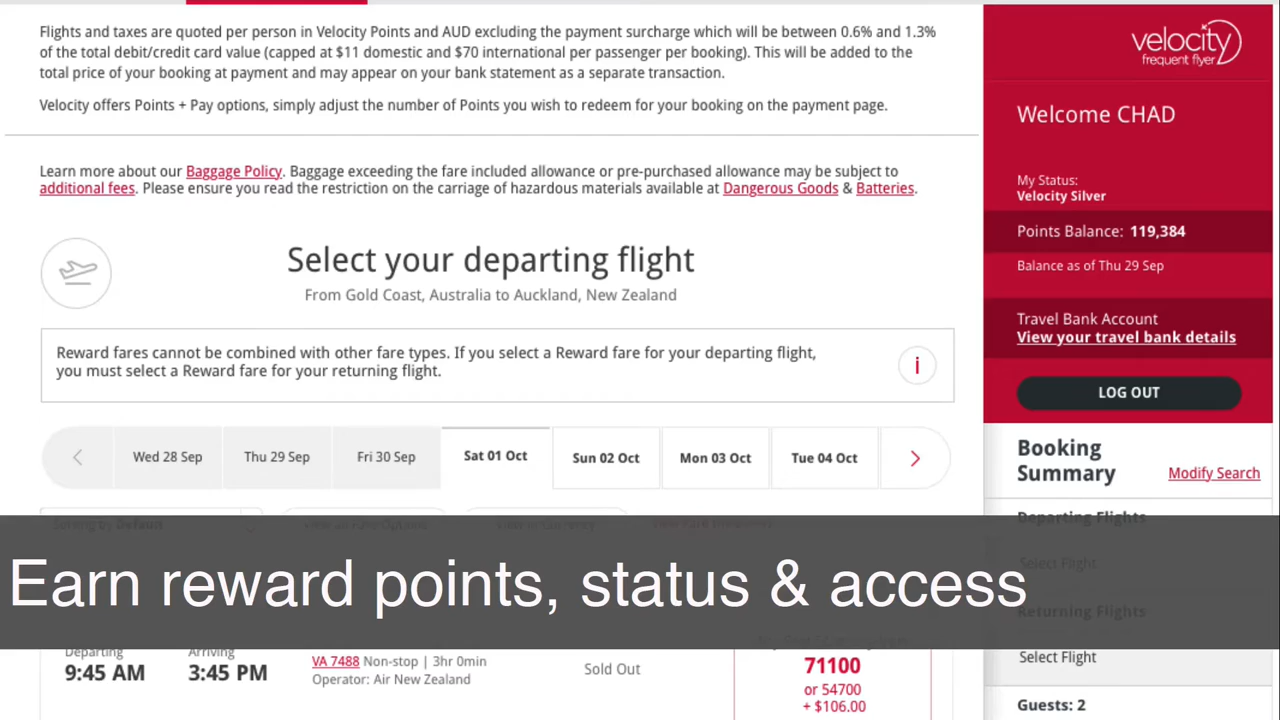 Flights and taxes are quoted per person in Velocity Points and AUD excluding the payment surcharge which will be between 0.6% and 1.3%
of the total debit/credit card value (capped at $11 domestic and $70 international per passenger per booking). This will be added to the
total price of your booking at payment and may appear on your bank statement as a separate transaction.
Velocity offers Points + Pay options, simply adjust the number of Points you wish to redeem for your booking on the payment page.
Learn more about our Baggage Policy. Baggage exceeding the fare included allowance or pre-purchased allowance may be subject to
additional fees. Please ensure you read the restriction on the carriage of hazardous materials available at Dangerous Goods & Batteries.
Select your departing flight
From Gold Coast, Australia to Auckland, New Zealand
Reward fares cannot be combined with other fare types. If you select a Reward fare for your departing flight,
you must select a Reward fare for your returning flight.
i
Wed 28 Sep
Thu 29 Sep
Fri 30 Sep
Sat 01 Oct
Sun 02 Oct
Mon 03 Oct
Tue 04 Oct
Earn reward points, status & access
Departing
9:45 AM
Arriving
3:45 PM
VA 7488 Non-stop | 3hr 0min
Operator: Air New Zealand
Sold Out
71100
or 54700
+ $106.00
velocity
frequent flyer
Welcome CHAD
My Status:
Velocity Silver
Points Balance: 119,384
Balance as of Thu 29 Sep
Travel Bank Account
View your travel bank details
LOG OUT
Booking
Summary
Modify Search
Departing Flights
Select Flight
Returning Flights
Select Flight
Guests: 2